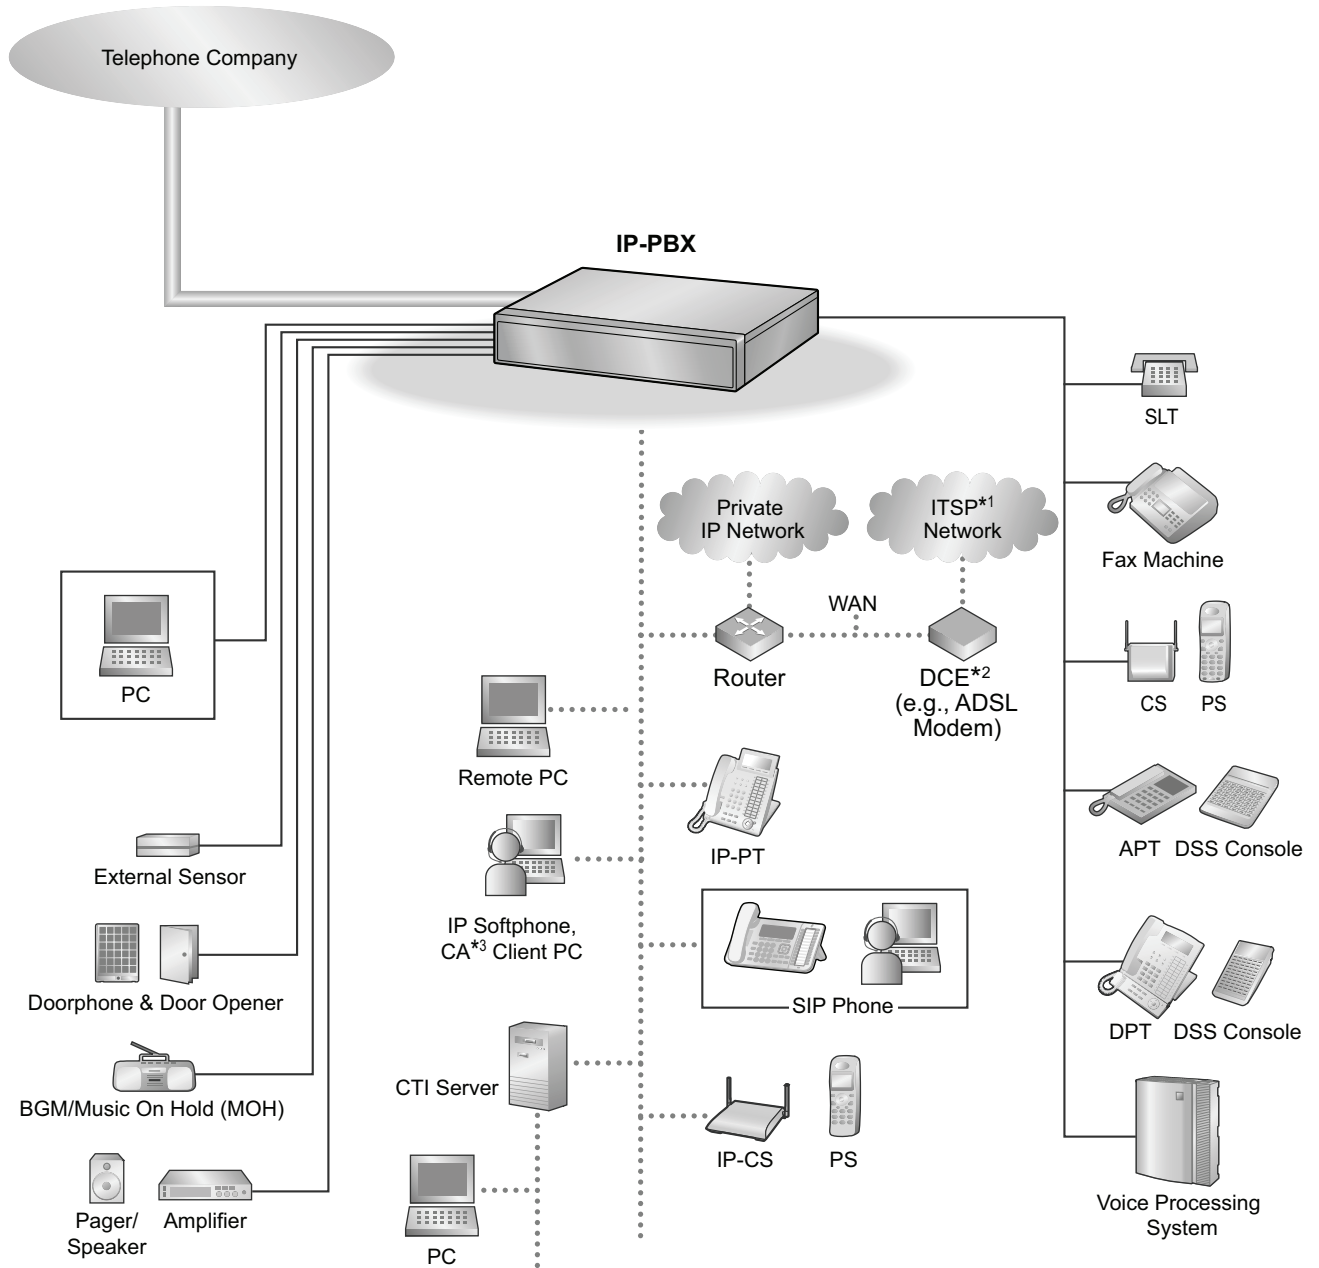 Telephone Company
IP-PBX
SLT
Private
IP Network
ITSP*1
Network
Fax Machine
WAN
PC
Router
DCE*2
(e.g., ADSL
Modem)
CS
PS
Remote PC
IP-PT
APT
DSS Console
External Sensor
IP Softphone,
CA*3 Client PC
Doorphone & Door Opener
SIP Phone
DPT
DSS Console
CTI Server
BGM/Music On Hold (MOH)
IP-CS
PS
Pager/
Speaker
Amplifier
PC
Voice Processing
System